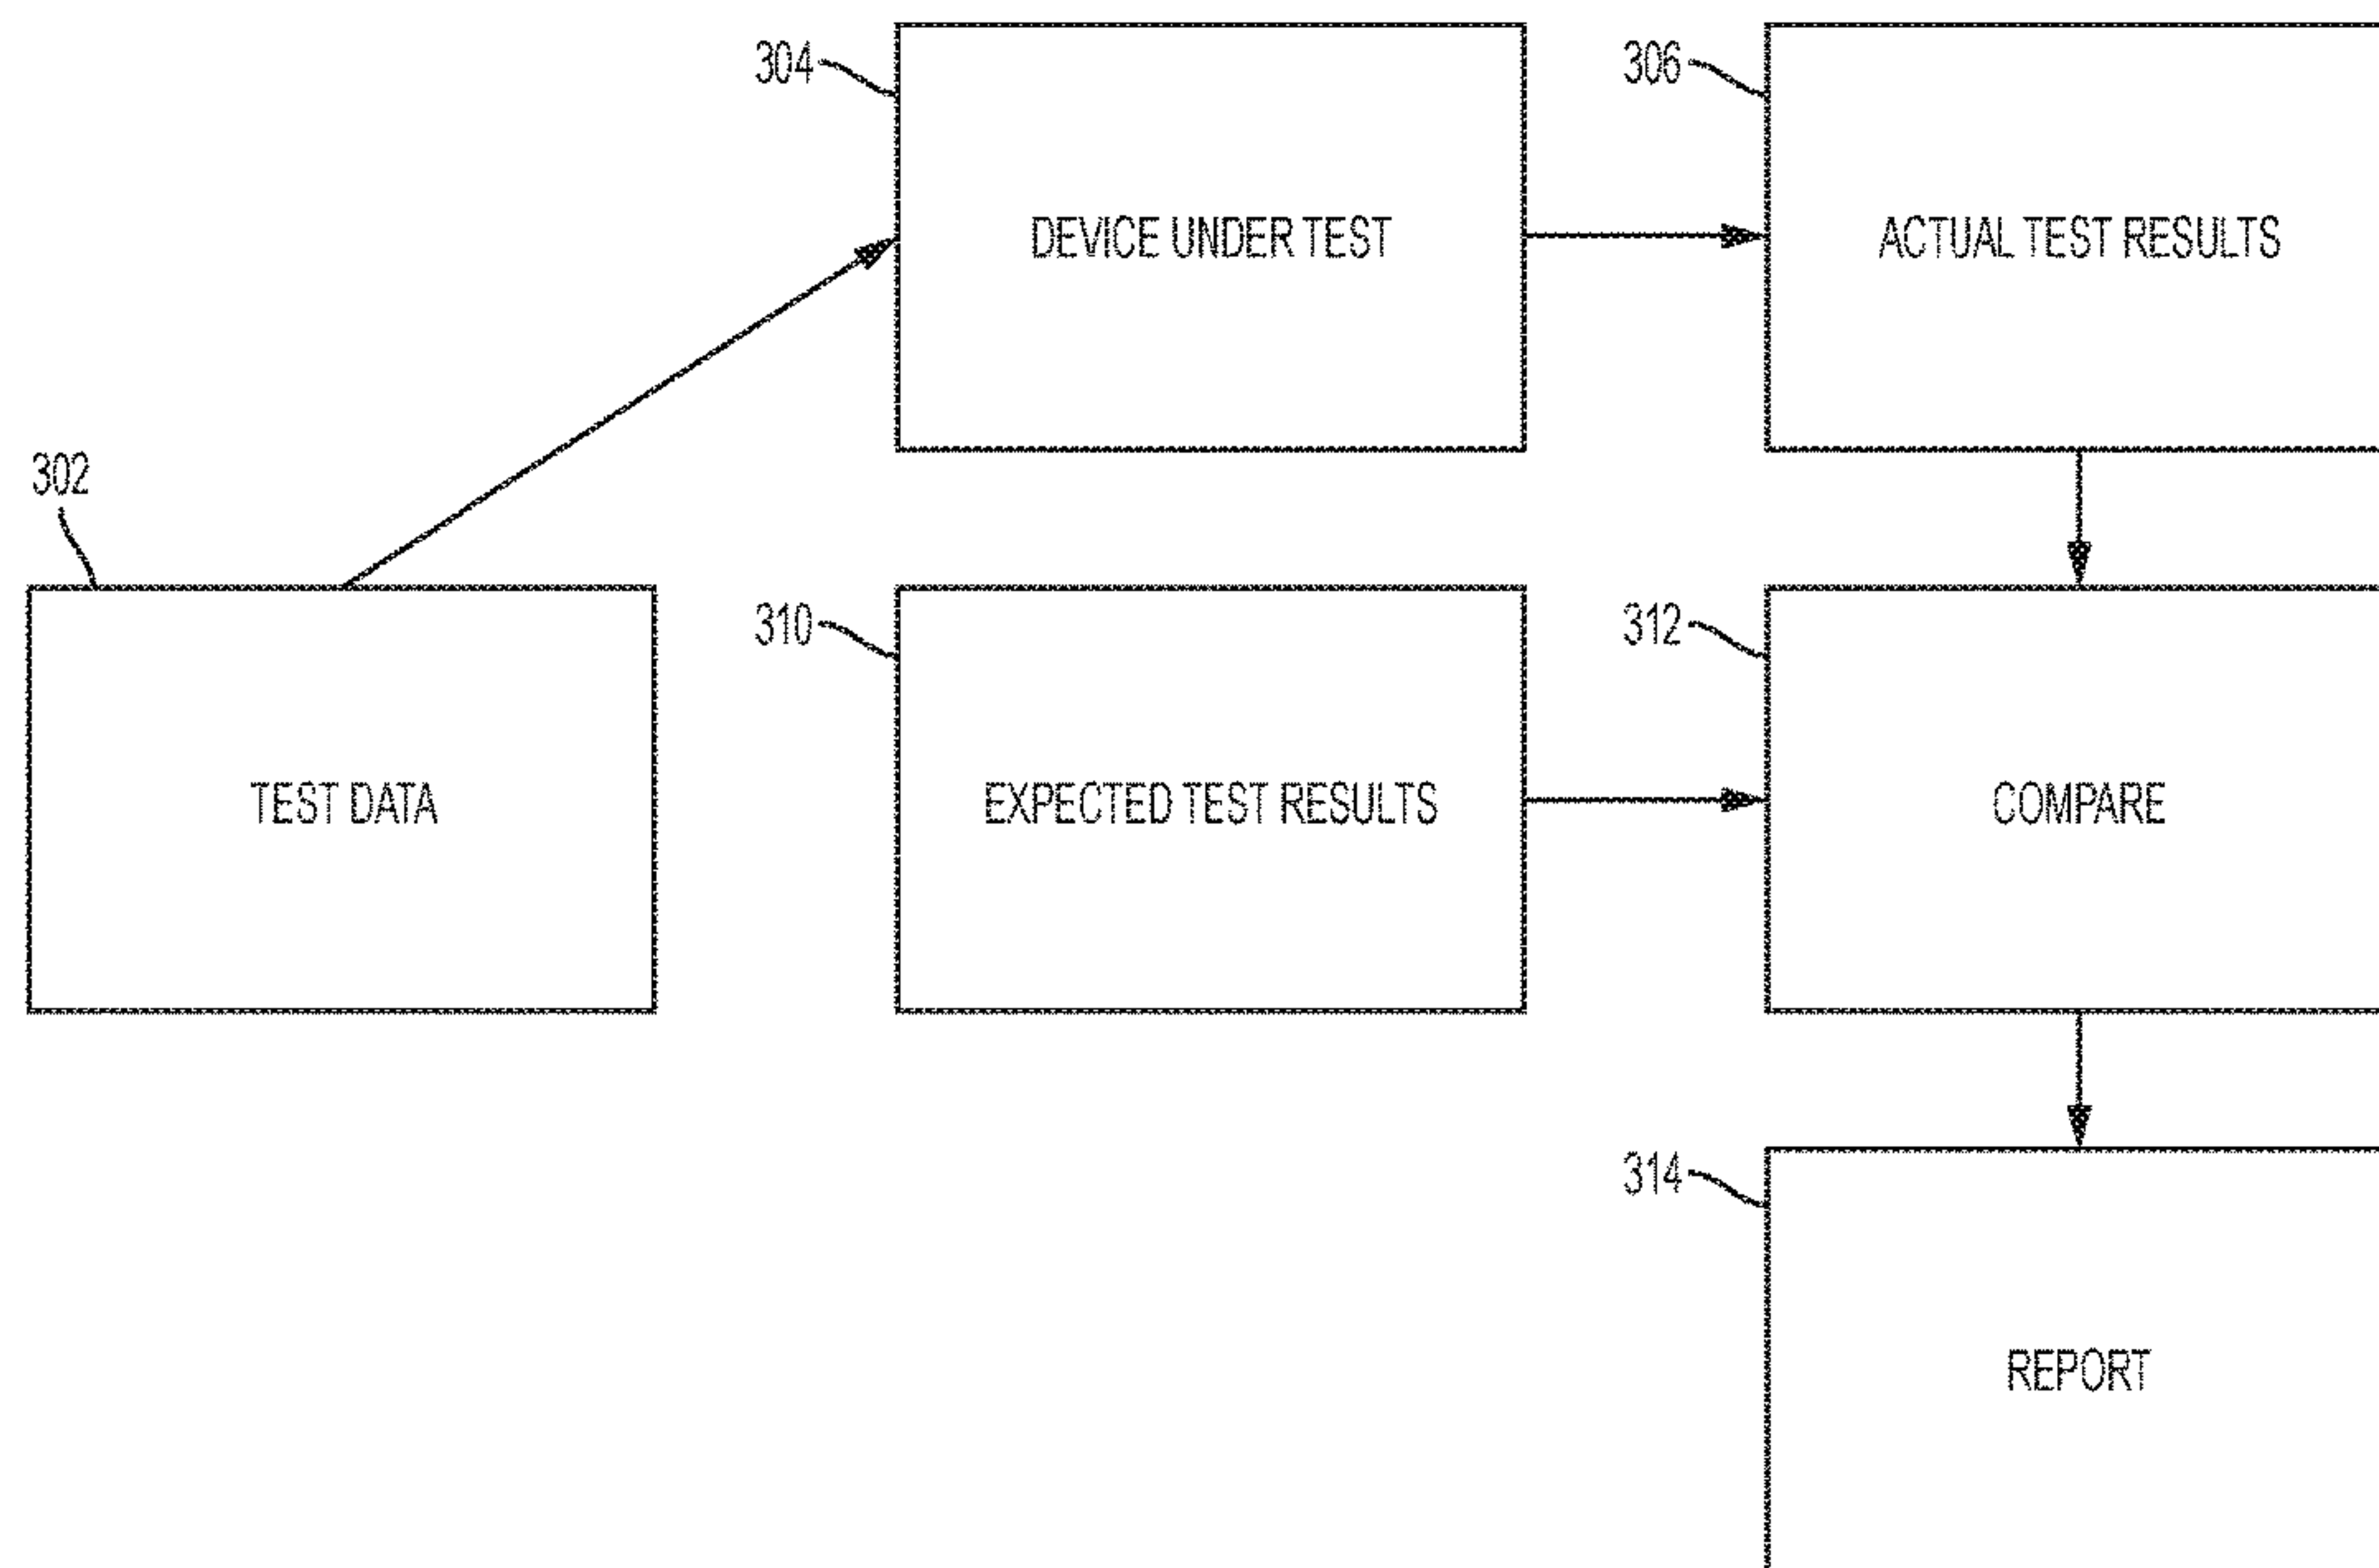 304
DEVICE UNDER TEST
306
ACTUAL TEST RESULTS
302
TEST DATA
310
EXPECTED TEST RESULTS
312
COMPARE
314
REPORT